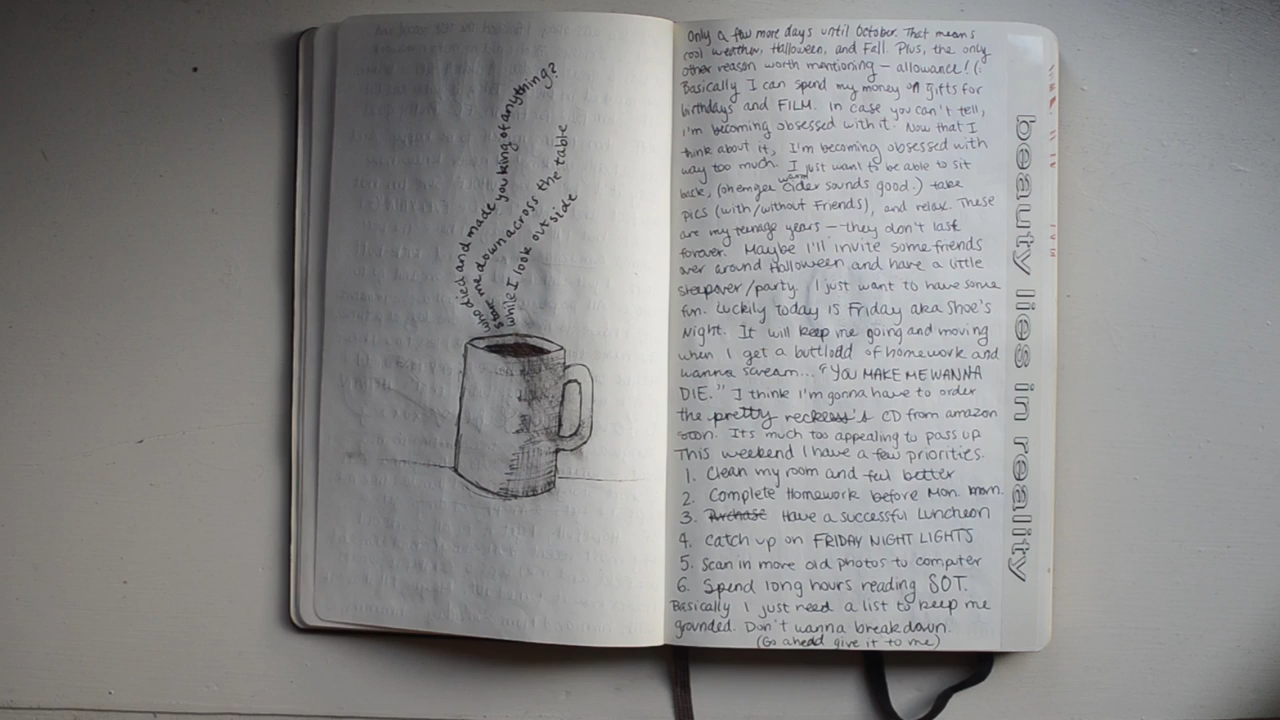 who died and made you king of anything?
stare me down across the table
while I look outside
Only a few more days until October. That means
cool weather, Halloween, and Fall. Plus, the only
other reason worth mentioning — allowance! (:
Basically I can spend my money on gifts for
birthdays and FILM. In case you can't tell,
I'm becoming obsessed with it. Now that I
think about it, I'm becoming obsessed with
way too much. I just want to be able to sit
back, (ohemgee warm cider sounds good.) take
pics (with/without Friends), and relax. These
are my teenage years — they don't last
forever. Maybe I'll invite some friends
over around Halloween and have a little
sleepover/party. I just want to have some
fun. Luckily today is Friday aka Shoe's
Night. It will keep me going and moving
when I get a buttload of homework and
wanna scream... "YOU MAKE ME WANNA
DIE." I think I'm gonna have to order
the pretty reckless's CD from amazon
soon. It's much too appealing to pass up
This weekend I have a few priorities.
1. Clean my room and feel better
2. Complete Homework before Mon. morn.
3. Purchase Have a successful Luncheon
4. Catch up on FRIDAY NIGHT LIGHTS
5. Scan in more old photos to computer
6. Spend long hours reading SOT.
Basically I just need a list to keep me
grounded. Don't wanna breakdown.
(Go ahead give it to me)
beauty lies in reality